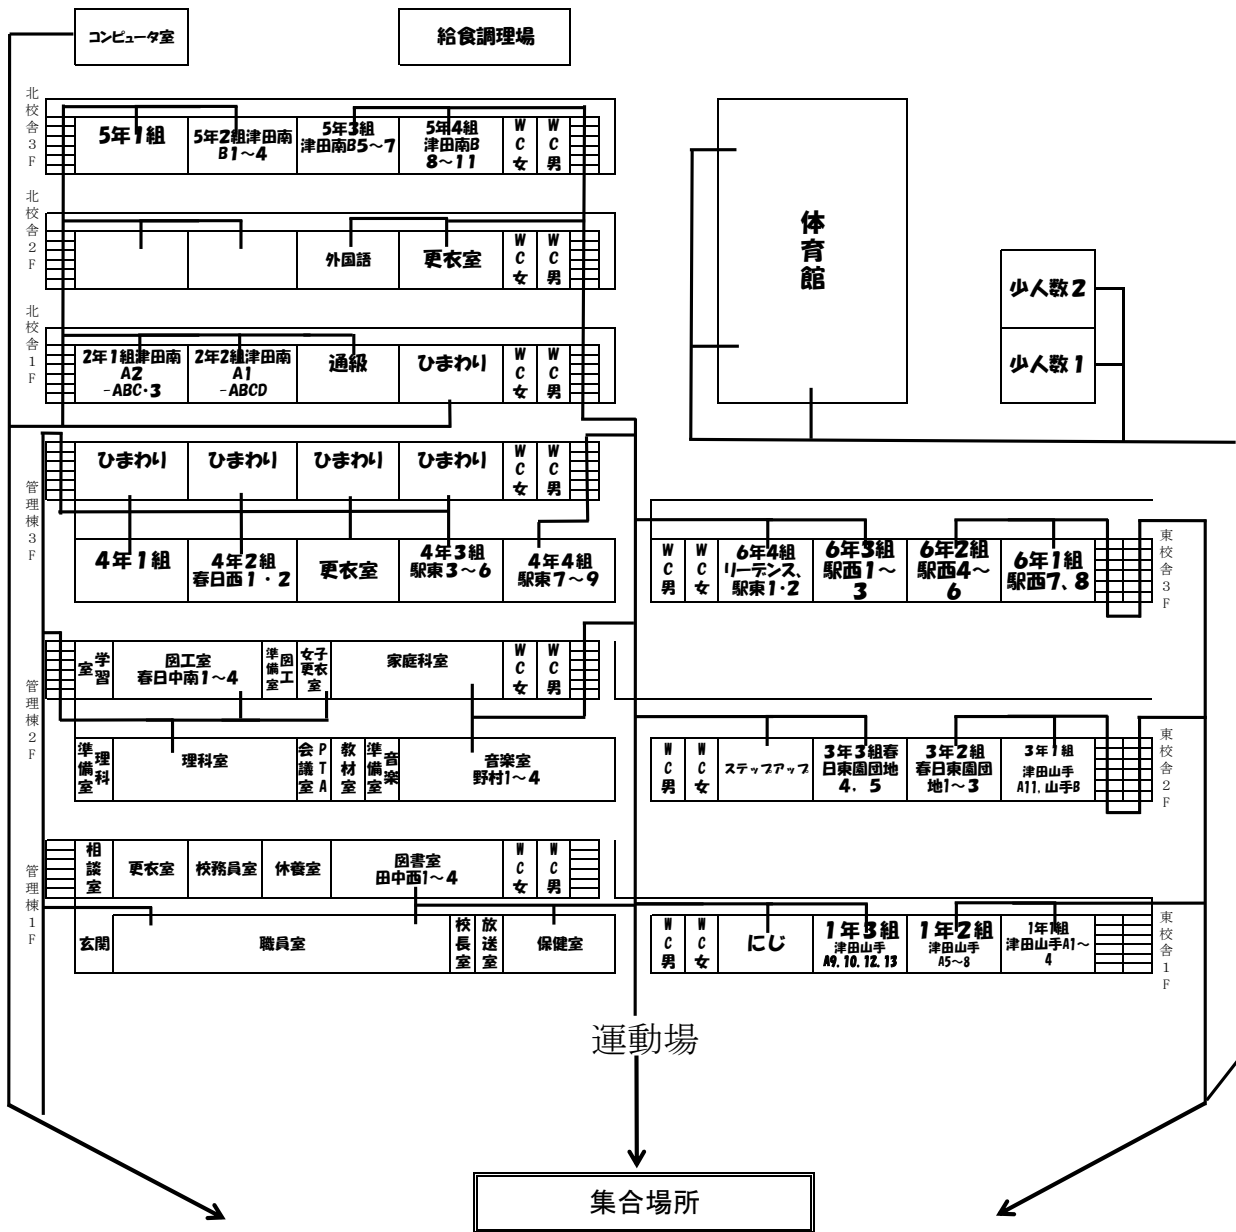 コンピュータ室
給食調理場
北校舎3F
5年1組
5年2組津田南
B1～4
5年3組
津田南B5～7
5年4組
津田南B
8～11
WC女
WC男
北校舎2F
外国語
更衣室
WC女
WC男
体育館
少人数2
少人数1
北校舎1F
2年1組津田南
A2
-ABC・3
2年2組津田南
A1
-ABCD
通級
ひまわり
WC女
WC男
管理棟3F
ひまわり
ひまわり
ひまわり
ひまわり
WC女
WC男
4年1組
4年2組
春日西1・2
更衣室
4年3組
駅東3～6
4年4組
駅東7～9
WC男
WC女
6年4組
リーデンス、
駅東1・2
6年3組
駅西1～
3
6年2組
駅西4～
6
6年1組
駅西7、8
東校舎3F
管理棟2F
学習室
図工室
春日中南1～4
図工準備室
女子更衣室
家庭科室
WC女
WC男
理科準備室
理科室
PTA会議室
教材室
音楽準備室
音楽室
野村1～4
WC男
WC女
ステップアップ
3年3組春
日東園団地
4．5
3年2組
春日東園団
地1～3
3年1組
津田山手
A11.山手B
東校舎2F
管理棟1F
相談室
更衣室
校務員室
休養室
図書室
田中西1～4
WC女
WC男
玄関
職員室
校長室
放送室
保健室
WC男
WC女
にじ
1年3組
津田山手
A9.10.12.13
1年2組
津田山手
A5～8
1年1組
津田山手A1～
4
東校舎1F
運動場
集合場所